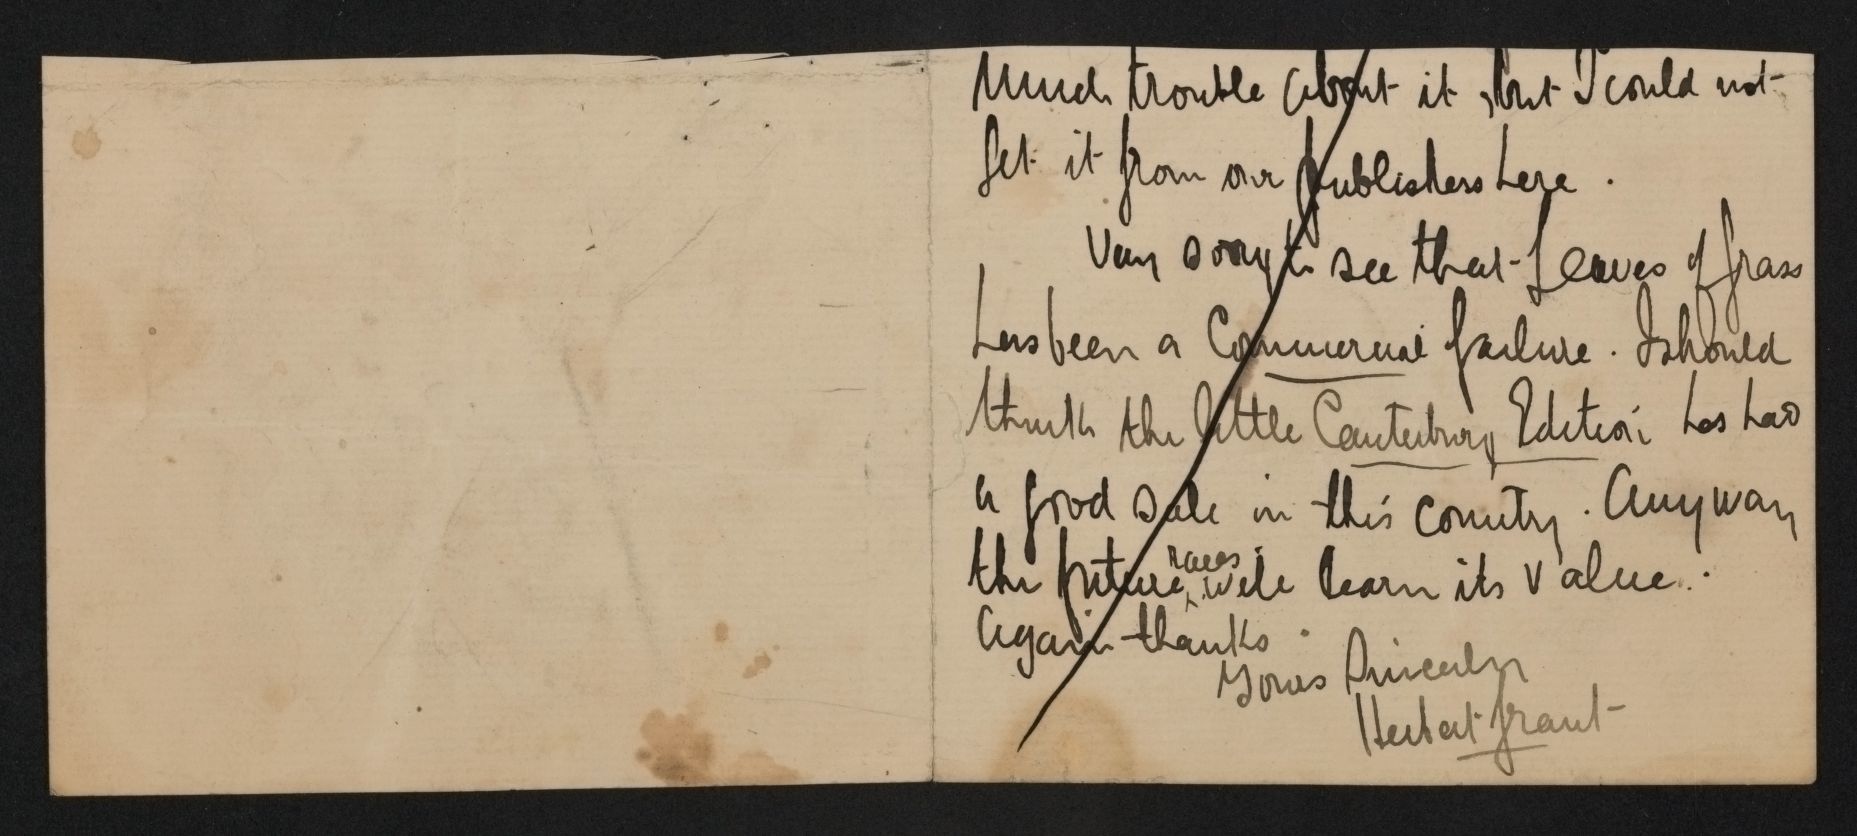 much trouble about it, but I could not
get it from our publishers here.
Very sorry to see that Leaves of Grass
has been a Commercial failure. I should
think the little Canterbury Edition has had
a good sale in this country. Anyway
the future races will learn its value.
Again thanks
Yours Sincerely
Herbert Grant